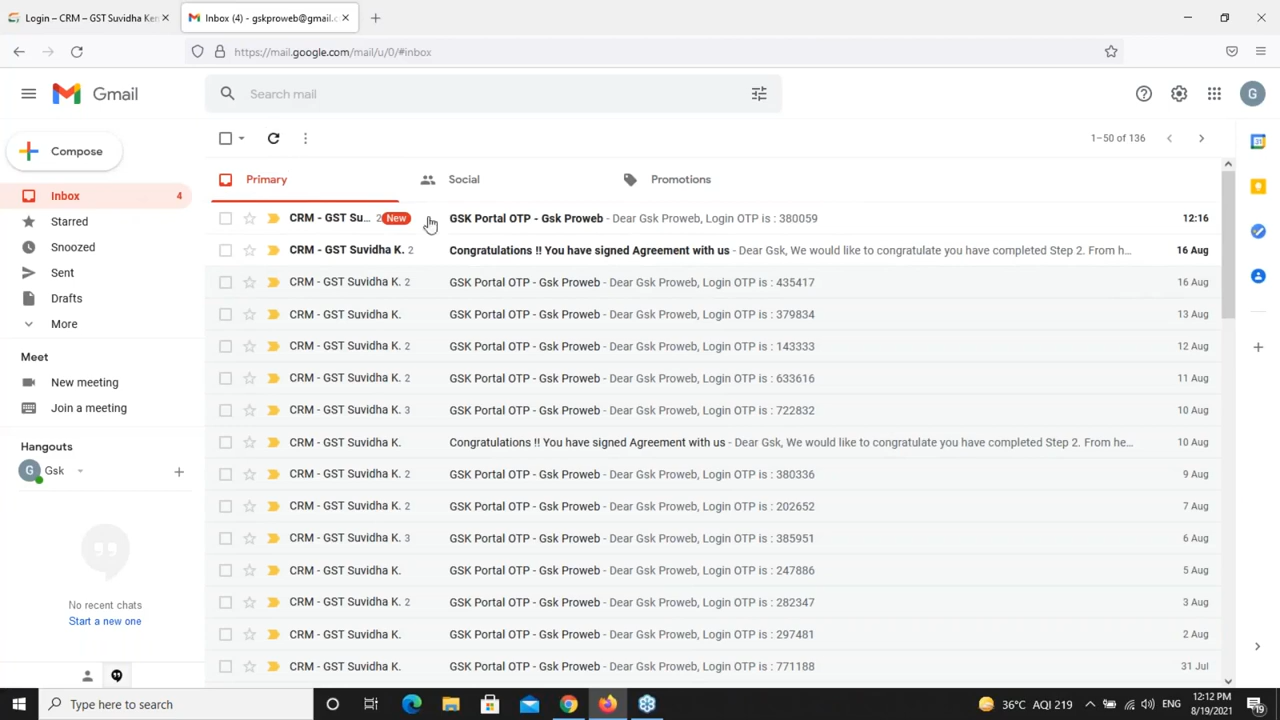 Login – CRM – GST Suvidha Ken
Inbox (4) - gskproweb@gmail.c
https://mail.google.com/mail/u/0/#inbox
Gmail
Search mail
G
Compose
1–50 of 136
Inbox 4
Starred
Snoozed
Sent
Drafts
More
Meet
New meeting
Join a meeting
Hangouts
G Gsk
No recent chats
Start a new one
Primary Social Promotions
CRM - GST Su... 2 New GSK Portal OTP - Gsk Proweb - Dear Gsk Proweb, Login OTP is : 380059 12:16
CRM - GST Suvidha K. 2 Congratulations !! You have signed Agreement with us - Dear Gsk, We would like to congratulate you have completed Step 2. From h... 16 Aug
CRM - GST Suvidha K. 2 GSK Portal OTP - Gsk Proweb - Dear Gsk Proweb, Login OTP is : 435417 16 Aug
CRM - GST Suvidha K. GSK Portal OTP - Gsk Proweb - Dear Gsk Proweb, Login OTP is : 379834 13 Aug
CRM - GST Suvidha K. 2 GSK Portal OTP - Gsk Proweb - Dear Gsk Proweb, Login OTP is : 143333 12 Aug
CRM - GST Suvidha K. 2 GSK Portal OTP - Gsk Proweb - Dear Gsk Proweb, Login OTP is : 633616 11 Aug
CRM - GST Suvidha K. 3 GSK Portal OTP - Gsk Proweb - Dear Gsk Proweb, Login OTP is : 722832 10 Aug
CRM - GST Suvidha K. Congratulations !! You have signed Agreement with us - Dear Gsk, We would like to congratulate you have completed Step 2. From he... 10 Aug
CRM - GST Suvidha K. 2 GSK Portal OTP - Gsk Proweb - Dear Gsk Proweb, Login OTP is : 380336 9 Aug
CRM - GST Suvidha K. 2 GSK Portal OTP - Gsk Proweb - Dear Gsk Proweb, Login OTP is : 202652 7 Aug
CRM - GST Suvidha K. 3 GSK Portal OTP - Gsk Proweb - Dear Gsk Proweb, Login OTP is : 385951 6 Aug
CRM - GST Suvidha K. GSK Portal OTP - Gsk Proweb - Dear Gsk Proweb, Login OTP is : 247886 5 Aug
CRM - GST Suvidha K. 2 GSK Portal OTP - Gsk Proweb - Dear Gsk Proweb, Login OTP is : 282347 3 Aug
CRM - GST Suvidha K. GSK Portal OTP - Gsk Proweb - Dear Gsk Proweb, Login OTP is : 297481 2 Aug
CRM - GST Suvidha K. GSK Portal OTP - Gsk Proweb - Dear Gsk Proweb, Login OTP is : 771188 31 Jul
Type here to search
36°C AQI 219
ENG
12:12 PM
8/19/2021
19